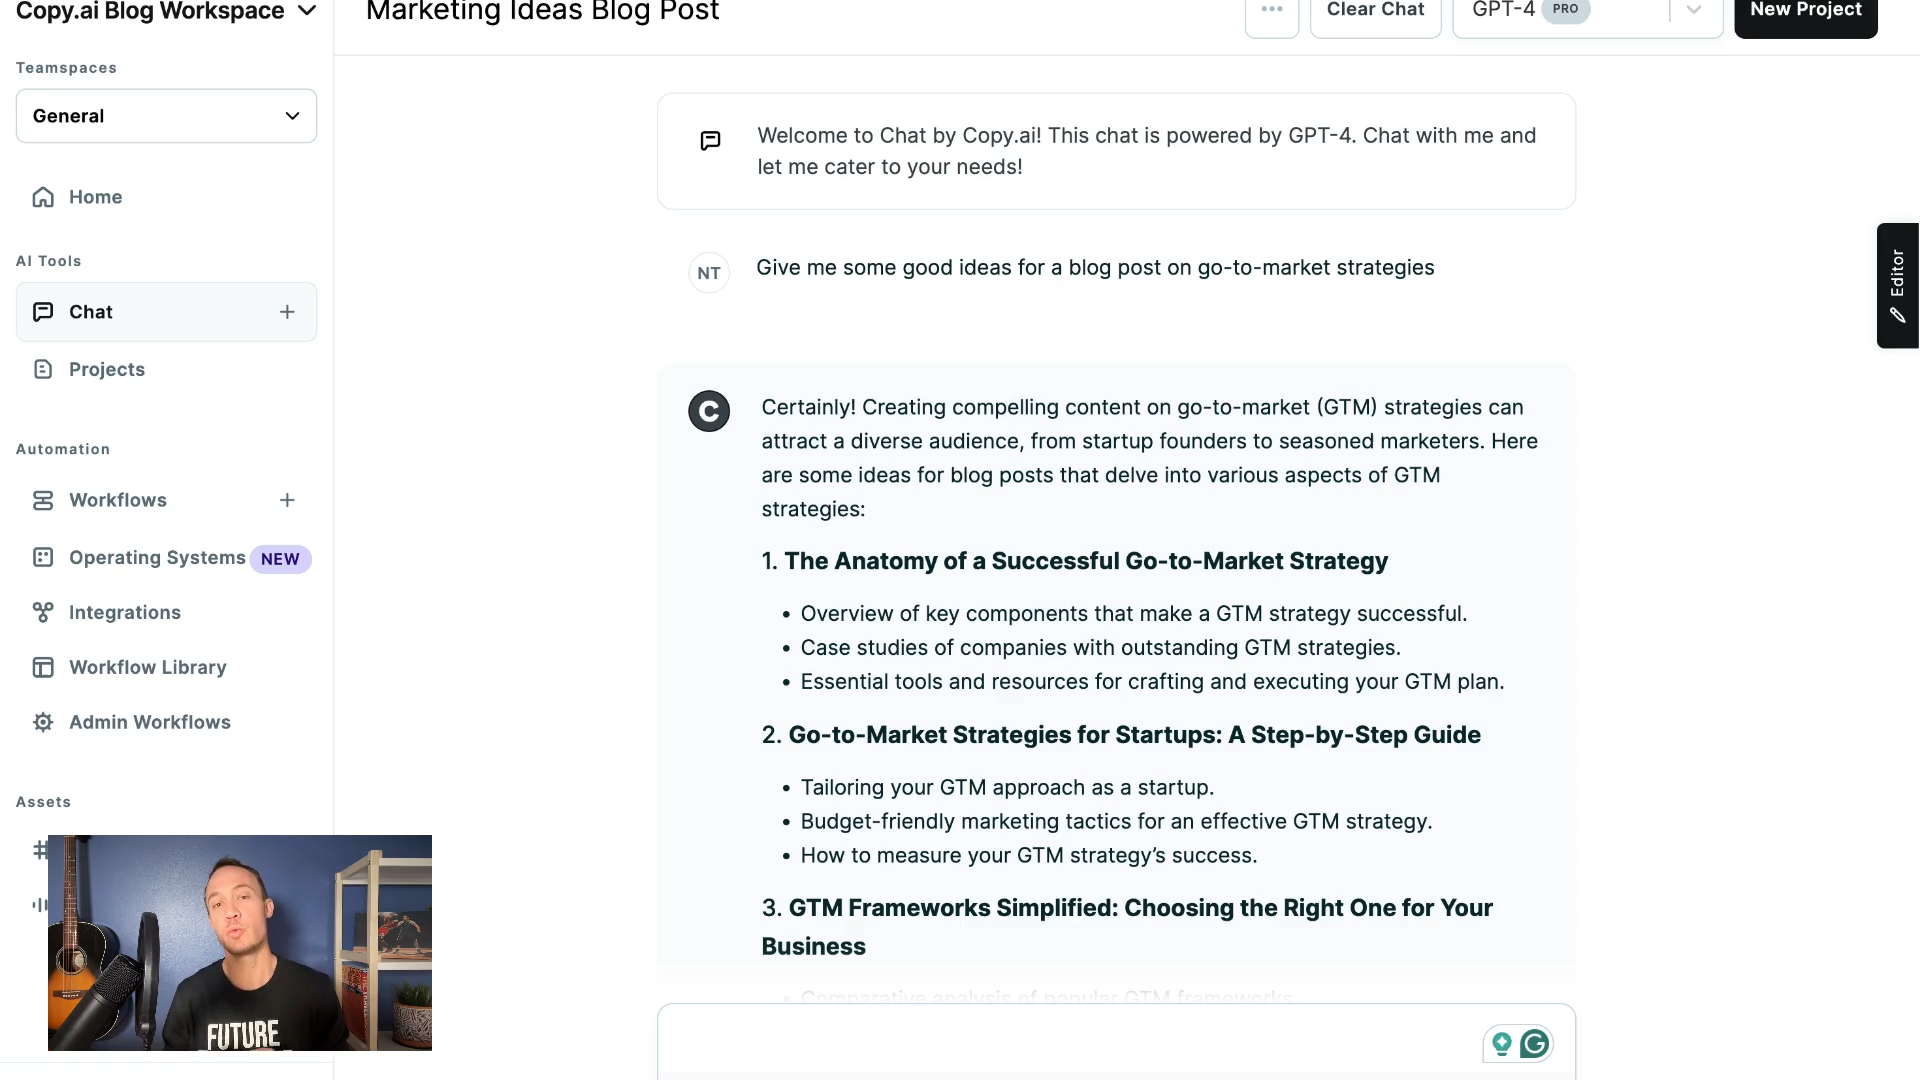 Copy.ai Blog Workspace
Teamspaces
General
Home
AI Tools
Chat
Projects
Automation
Workflows
Operating Systems NEW
Integrations
Workflow Library
Admin Workflows
Assets
FUTURE
Marketing Ideas Blog Post
Clear Chat
GPT-4 PRO
New Project
Editor
Welcome to Chat by Copy.ai! This chat is powered by GPT-4. Chat with me and
let me cater to your needs!
NT
Give me some good ideas for a blog post on go-to-market strategies
C
Certainly! Creating compelling content on go-to-market (GTM) strategies can
attract a diverse audience, from startup founders to seasoned marketers. Here
are some ideas for blog posts that delve into various aspects of GTM
strategies:
1. The Anatomy of a Successful Go-to-Market Strategy
• Overview of key components that make a GTM strategy successful.
• Case studies of companies with outstanding GTM strategies.
• Essential tools and resources for crafting and executing your GTM plan.
2. Go-to-Market Strategies for Startups: A Step-by-Step Guide
• Tailoring your GTM approach as a startup.
• Budget-friendly marketing tactics for an effective GTM strategy.
• How to measure your GTM strategy’s success.
3. GTM Frameworks Simplified: Choosing the Right One for Your
Business
• Comparative analysis of popular GTM frameworks